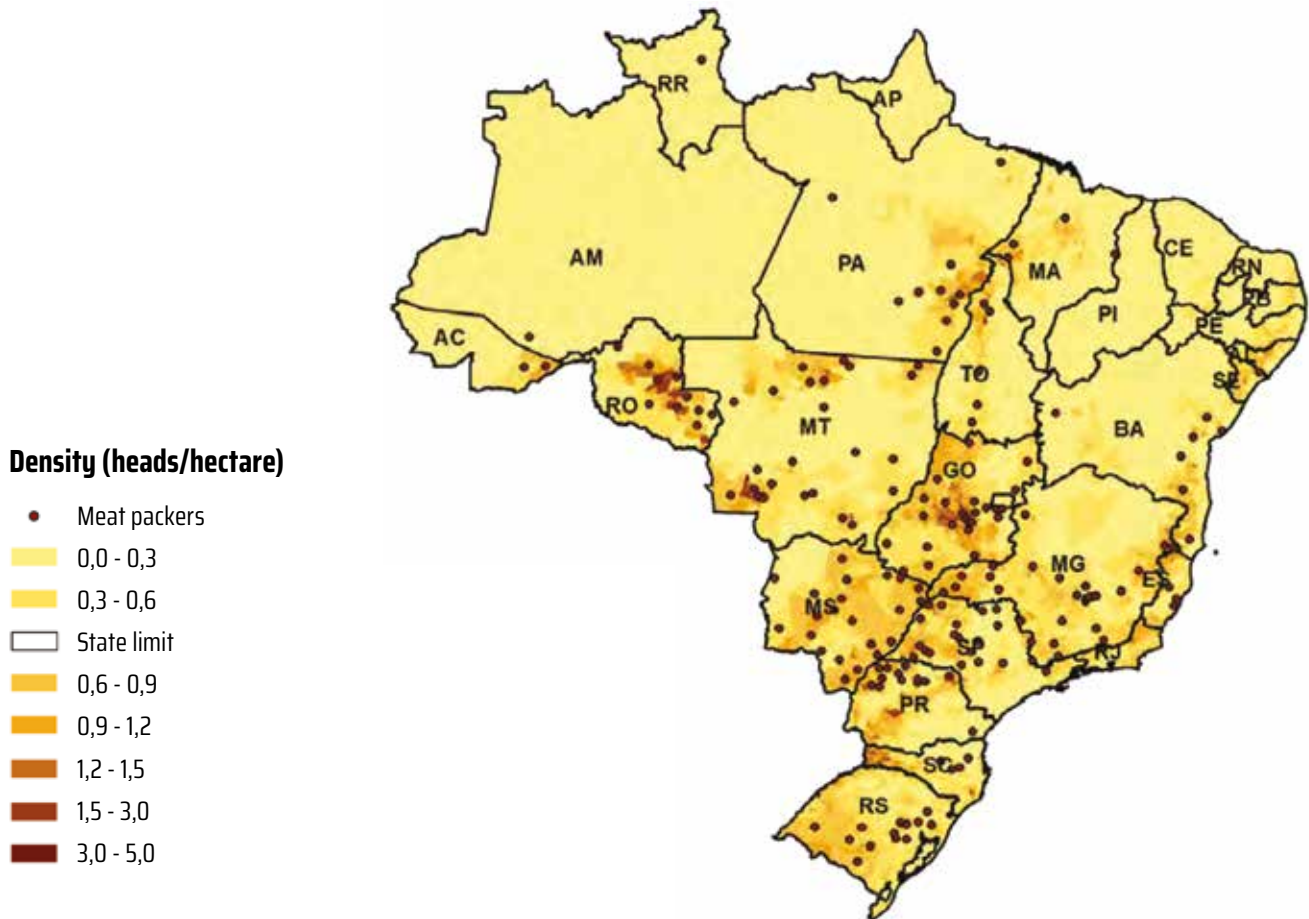 Density (heads/hectare)
Meat packers
0,0 - 0,3
0,3 - 0,6
State limit
0,6 - 0,9
0,9 - 1,2
1,2 - 1,5
1,5 - 3,0
3,0 - 5,0
RR
AP
AM
PA
MA
CE
RN
PB
PI
PE
AC
AL
TO
SE
RO
MT
BA
GO
MG
ES
MS
SP
RJ
PR
SC
RS